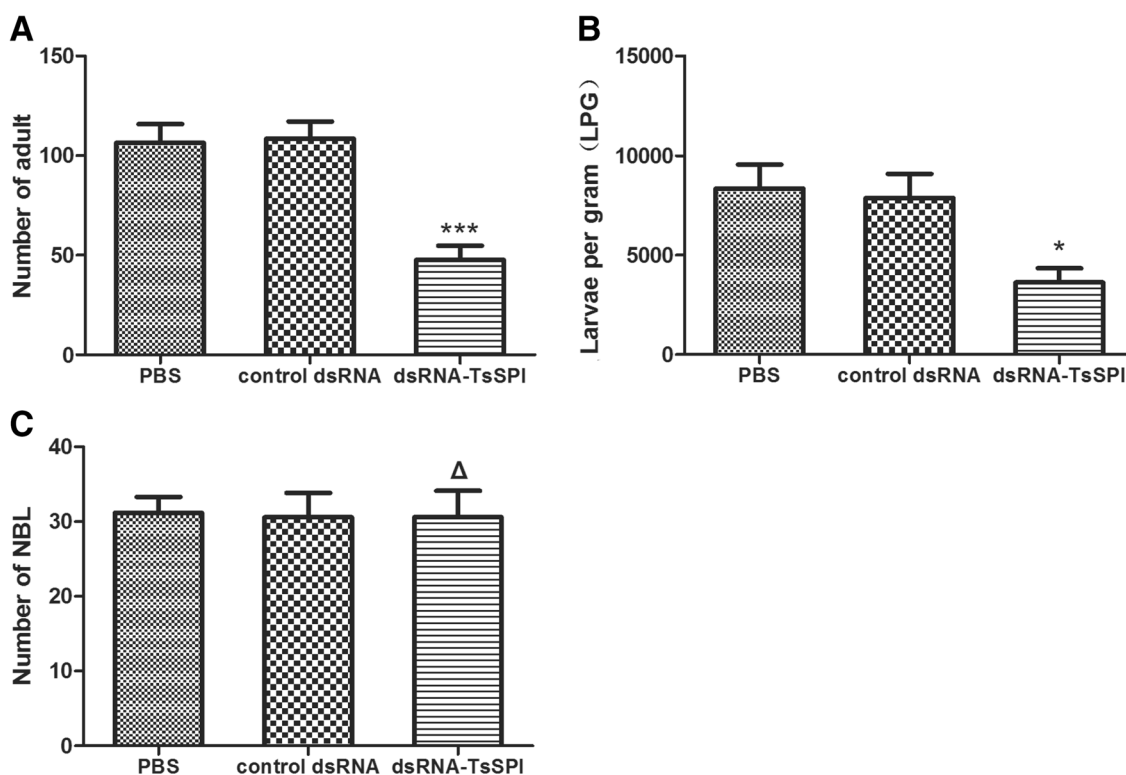 A
Number of adult
150
100
50
0
***
PBS
control dsRNA
dsRNA-TsSPI
B
Larvae per gram（LPG）
15000
10000
5000
0
*
PBS
control dsRNA
dsRNA-TsSPI
C
Number of NBL
40
30
20
10
0
Δ
PBS
control dsRNA
dsRNA-TsSPI